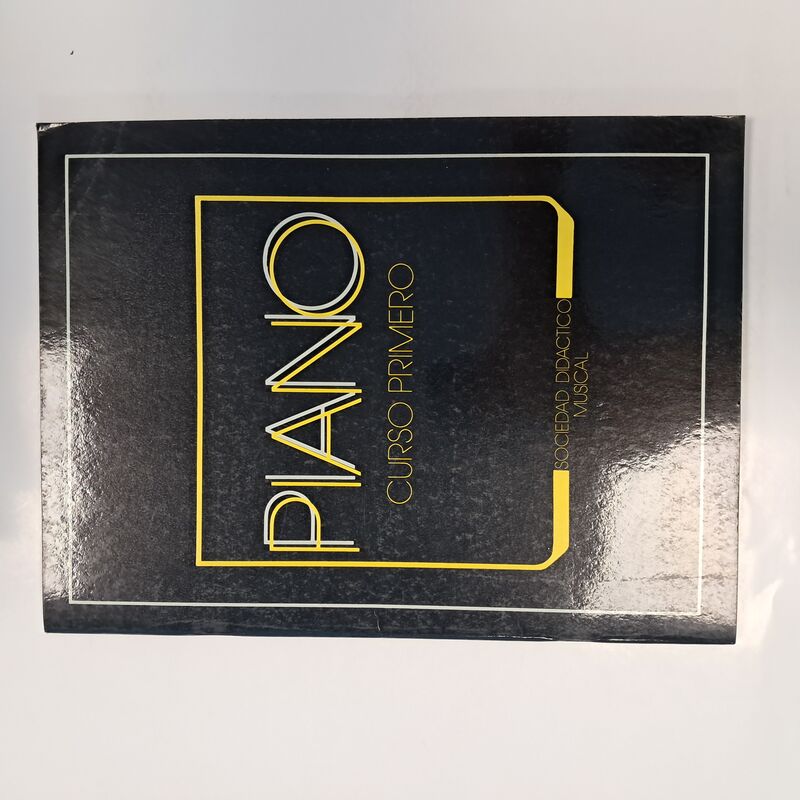 PIANO
CURSO PRIMERO
SOCIEDAD DIDACTICO
MUSICAL